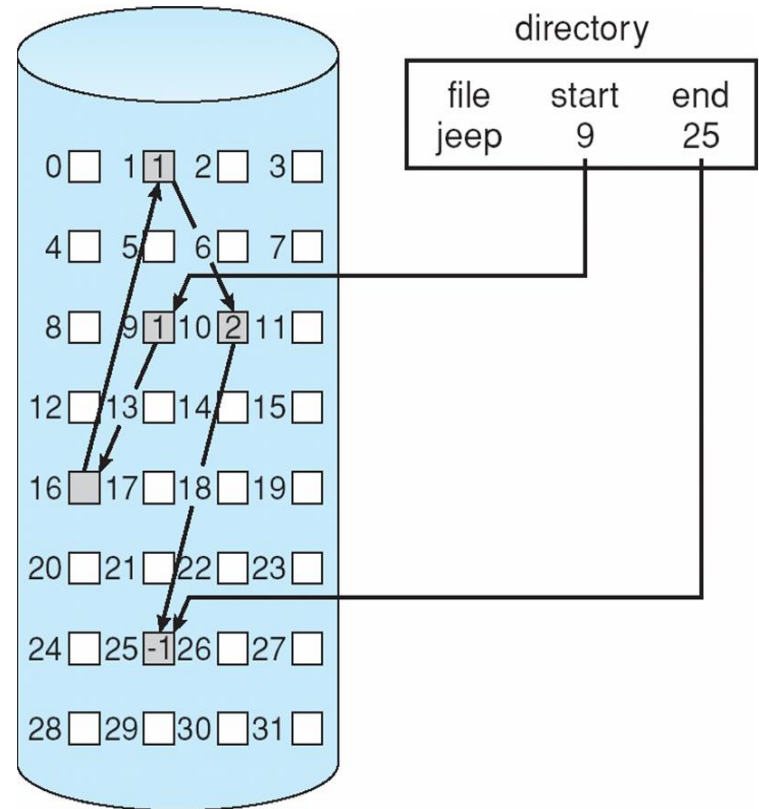 directory
file start end
jeep 9 25
0 1 1 2 3
4 5 6 7
8 9 1 10 2 11
12 13 14 15
16 17 18 19
20 21 22 23
24 25 -1 26 27
28 29 30 31